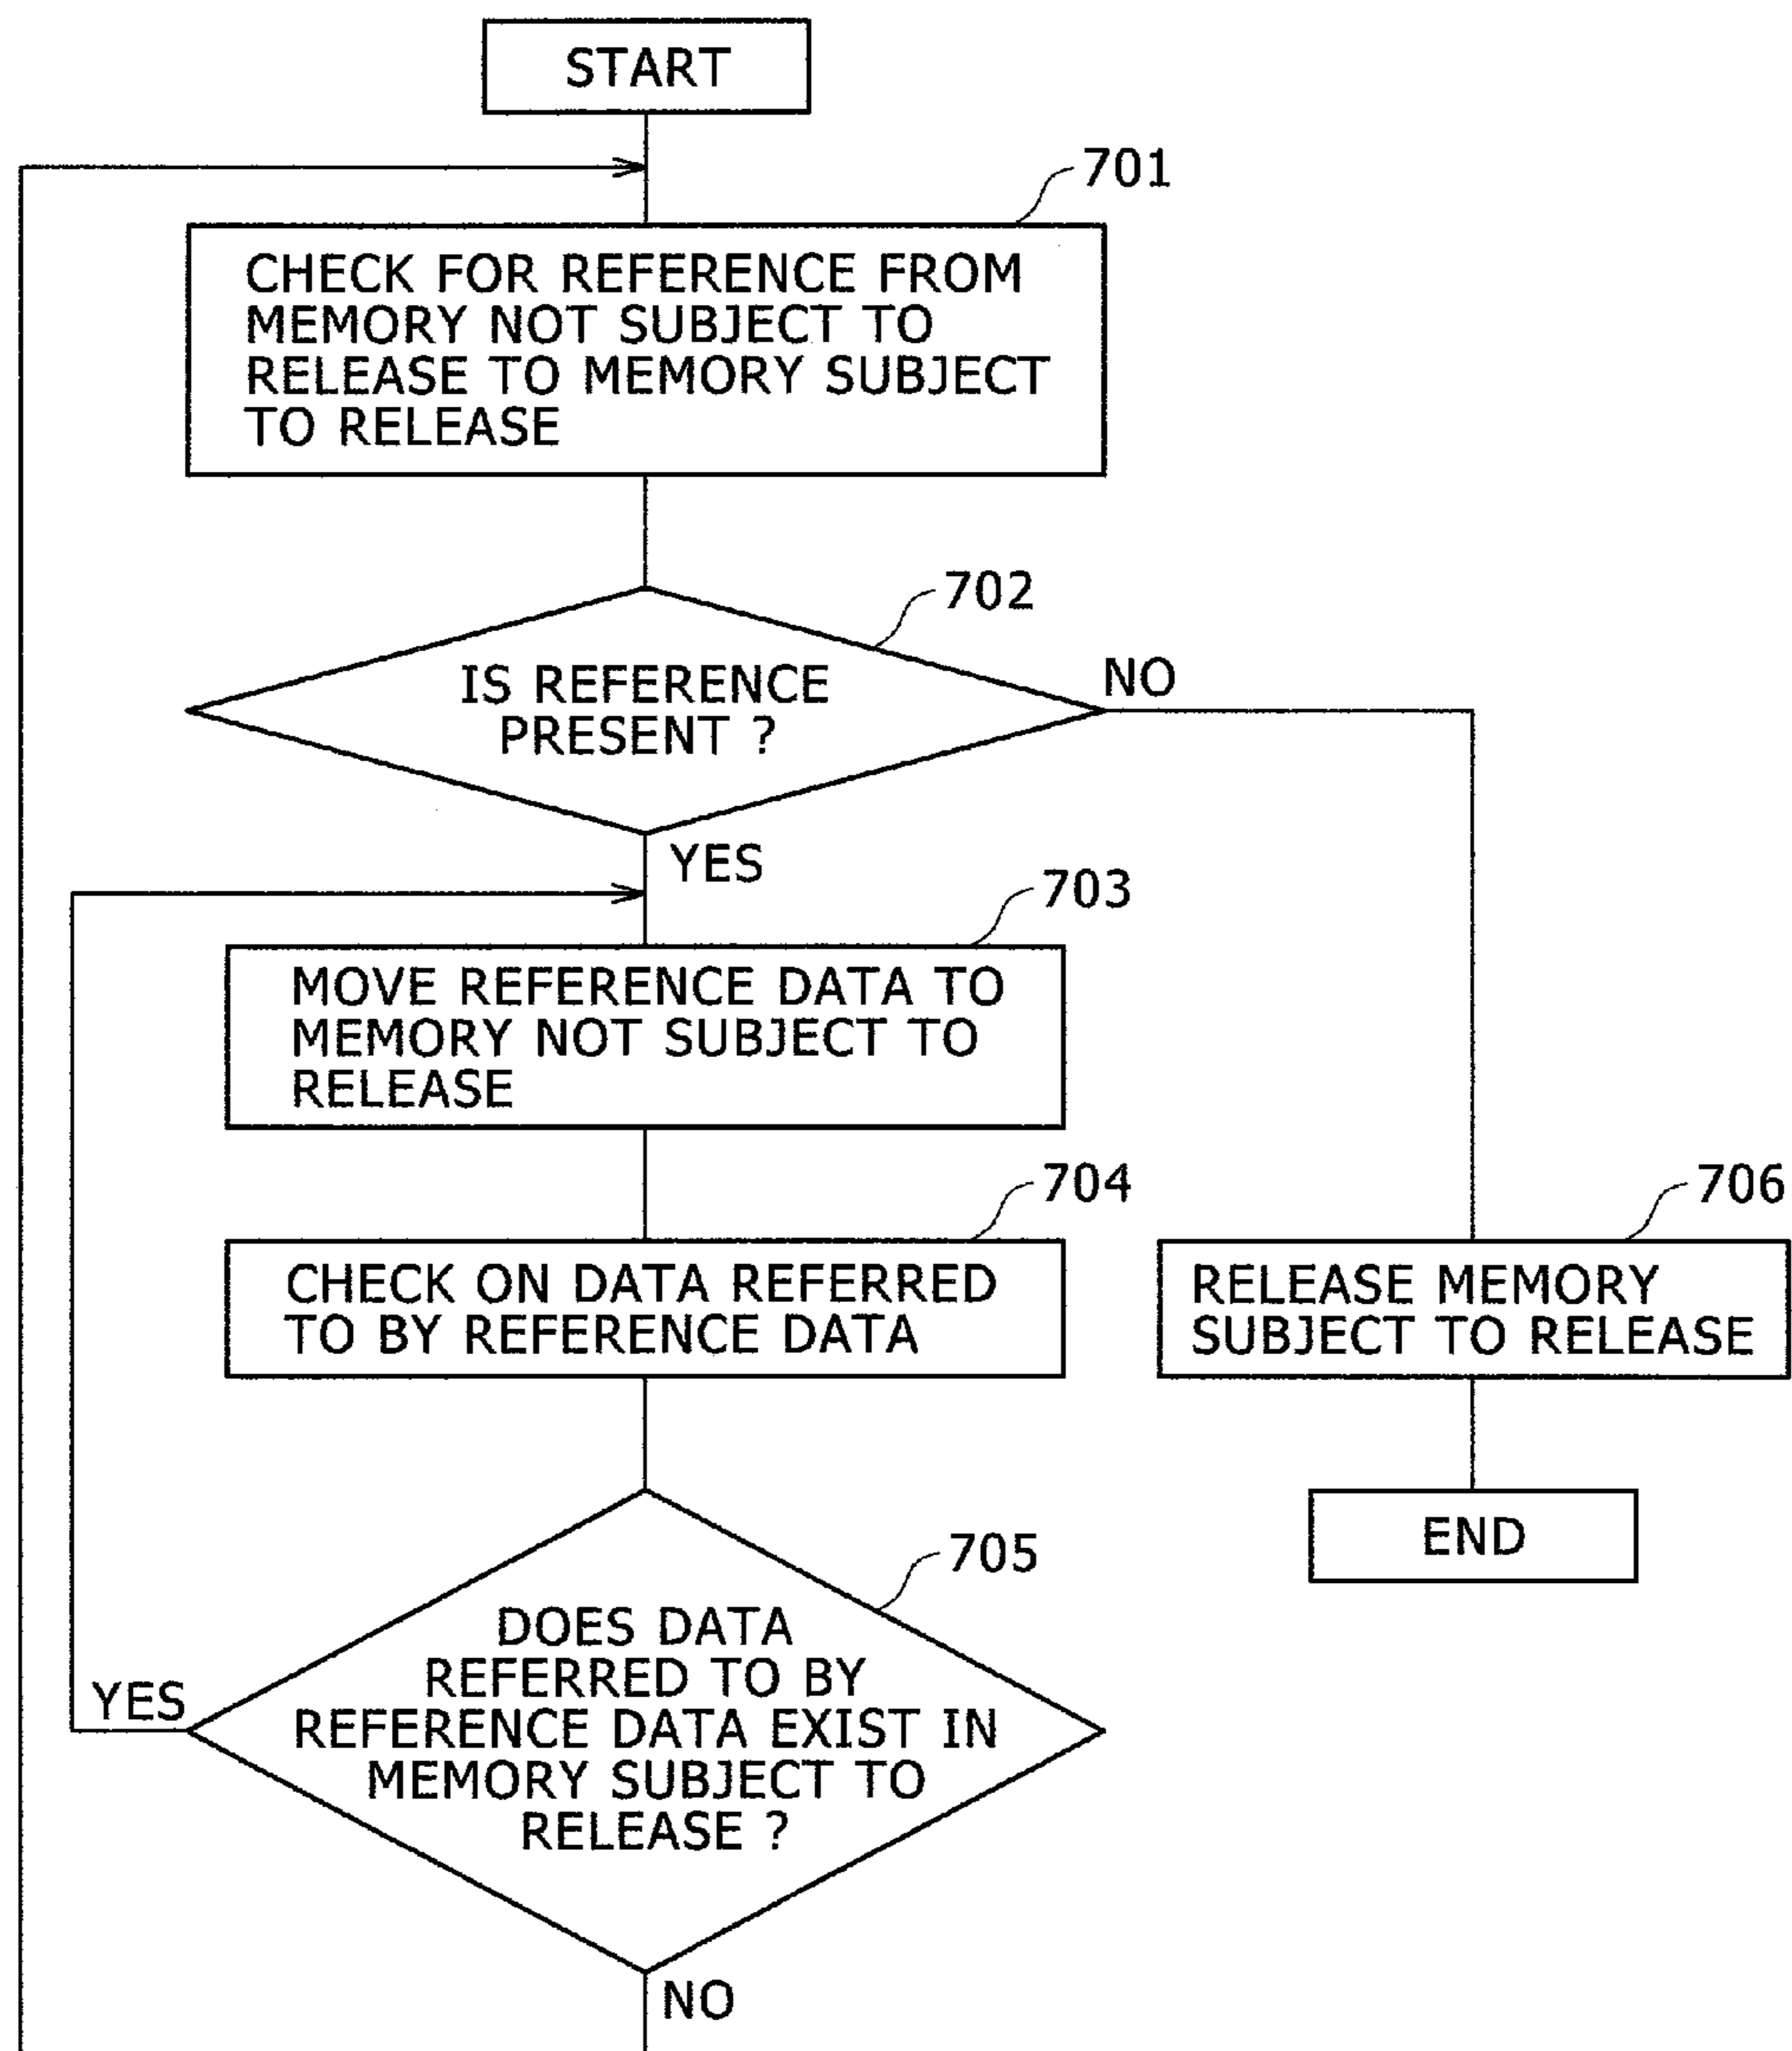 START
701
CHECK FOR REFERENCE FROM
MEMORY NOT SUBJECT TO
RELEASE TO MEMORY SUBJECT
TO RELEASE
702
IS REFERENCE
PRESENT ?
NO
YES
703
MOVE REFERENCE DATA TO
MEMORY NOT SUBJECT TO
RELEASE
704
CHECK ON DATA REFERRED
TO BY REFERENCE DATA
706
RELEASE MEMORY
SUBJECT TO RELEASE
END
705
DOES DATA
REFERRED TO BY
REFERENCE DATA EXIST IN
MEMORY SUBJECT TO
RELEASE ?
YES
NO